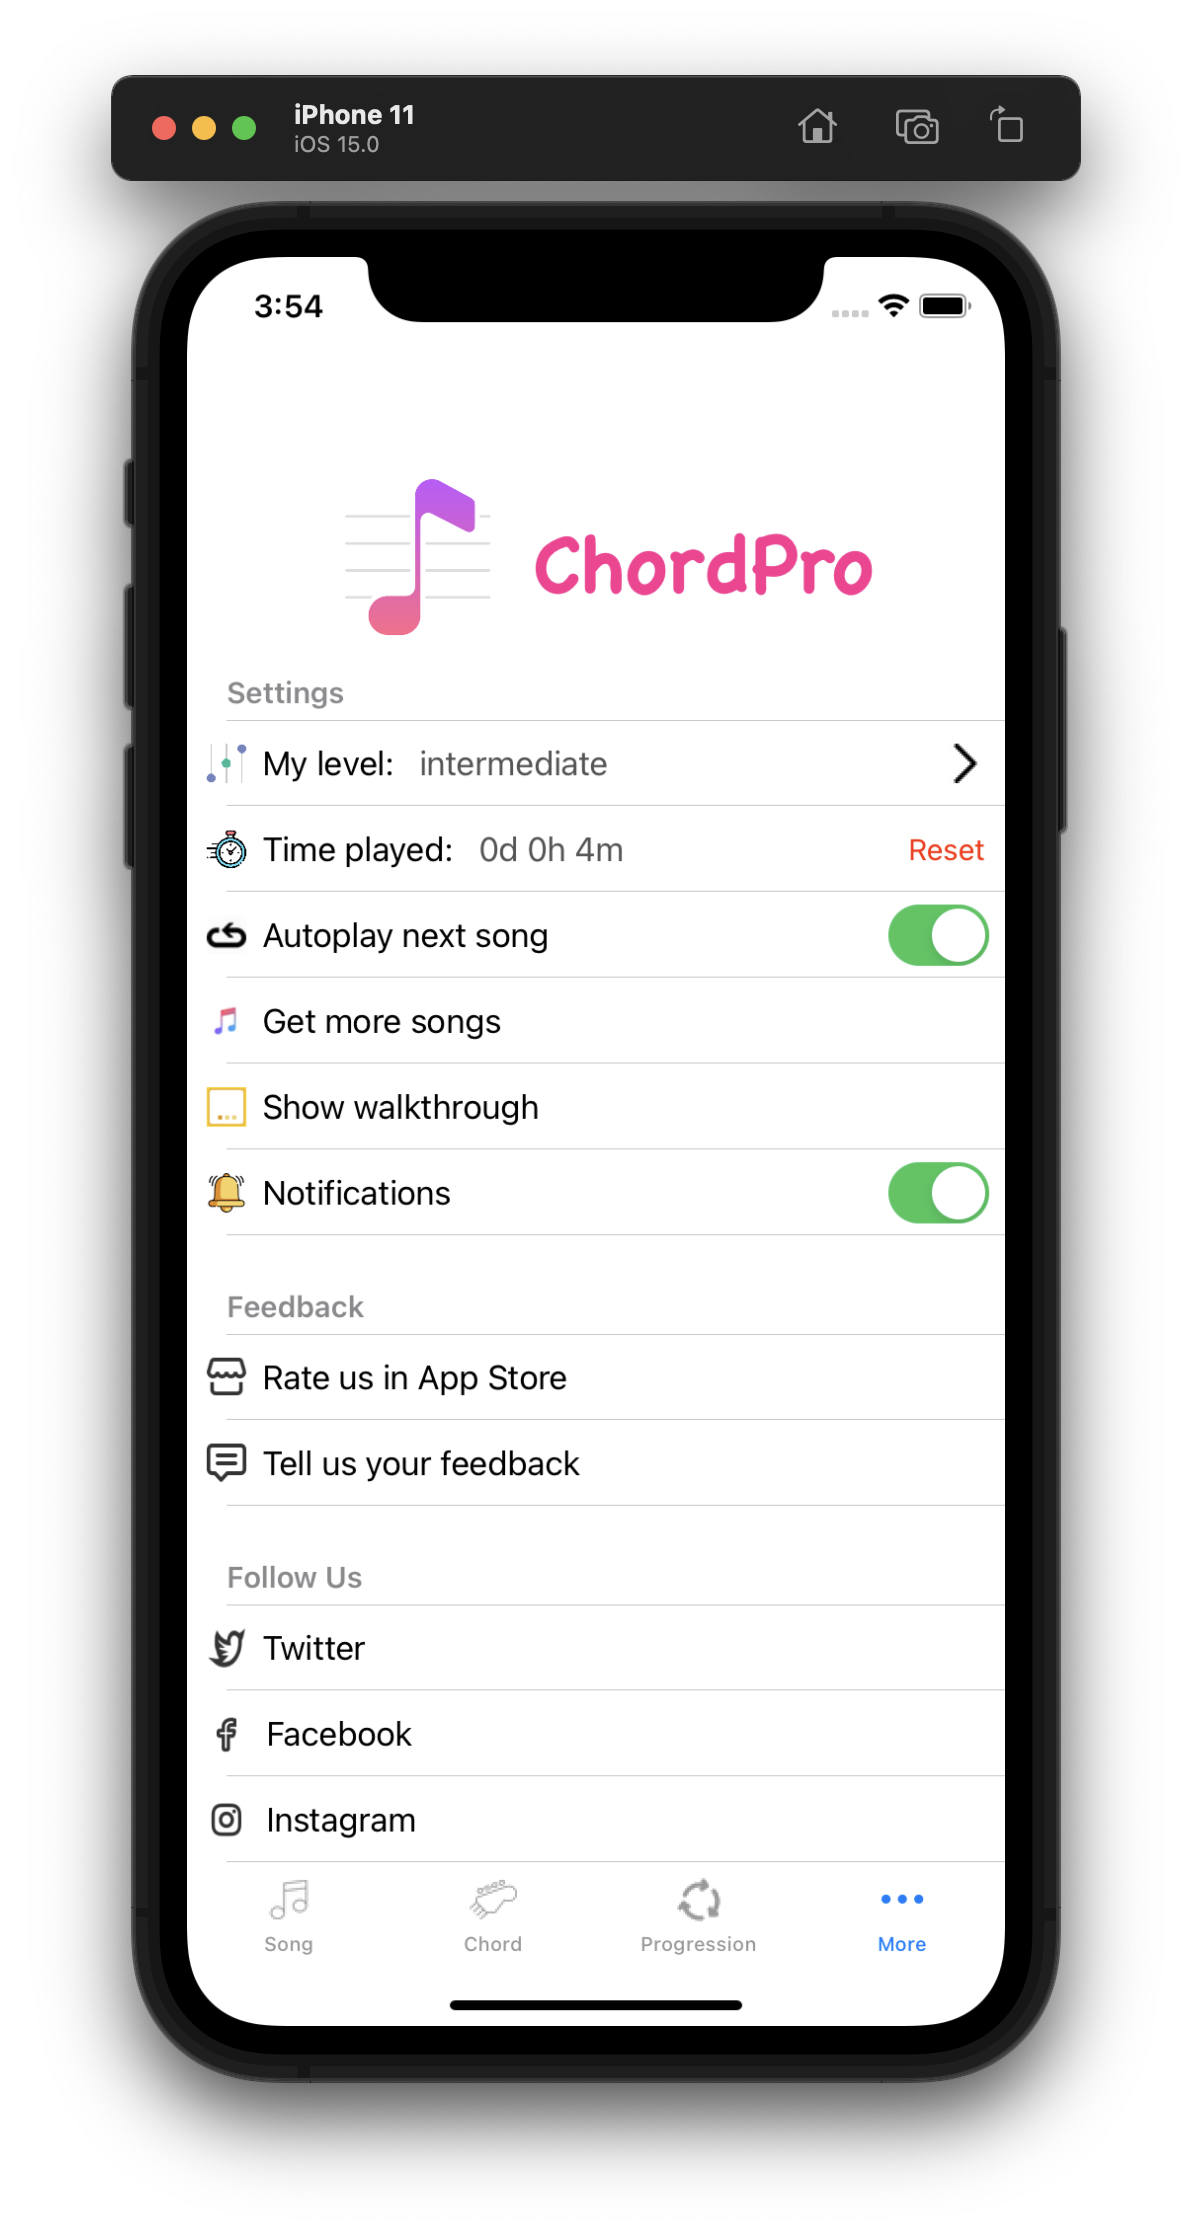 iPhone 11
iOS 15.0
3:54
ChordPro
Settings
My level: intermediate
Time played: 0d 0h 4m Reset
Autoplay next song
Get more songs
Show walkthrough
Notifications
Feedback
Rate us in App Store
Tell us your feedback
Follow Us
Twitter
Facebook
Instagram
Song Chord Progression More